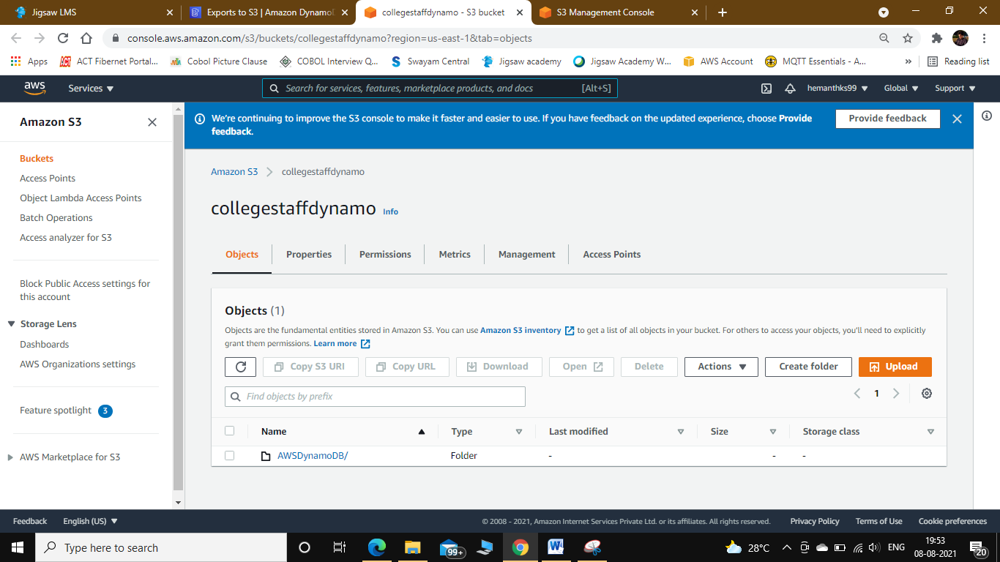 Jigsaw LMS
Exports to S3 | Amazon Dynamo
collegestaffdynamo - S3 bucket
S3 Management Console
console.aws.amazon.com/s3/buckets/collegestaffdynamo?region=us-east-1&tab=objects
Apps
ACT Fibernet Portal...
Cobol Picture Clause
COBOL Interview Q...
Swayam Central
Jigsaw academy
Jigsaw Academy W...
AWS Account
MQTT Essentials - A...
»
Reading list
aws
Services
Search for services, features, marketplace products, and docs
[Alt+S]
hemanthks99
Global
Support
Amazon S3
Buckets
Access Points
Object Lambda Access Points
Batch Operations
Access analyzer for S3
Block Public Access settings for
this account
Storage Lens
Dashboards
AWS Organizations settings
Feature spotlight 3
AWS Marketplace for S3
We're continuing to improve the S3 console to make it faster and easier to use. If you have feedback on the updated experience, choose Provide
feedback.
Provide feedback
Amazon S3
collegestaffdynamo
collegestaffdynamo Info
Objects
Properties
Permissions
Metrics
Management
Access Points
Objects (1)
Objects are the fundamental entities stored in Amazon S3. You can use Amazon S3 inventory to get a list of all objects in your bucket. For others to access your objects, you'll need to explicitly
grant them permissions. Learn more
Copy S3 URI
Copy URL
Download
Open
Delete
Actions
Create folder
Upload
Find objects by prefix
1
Name
Type
Last modified
Size
Storage class
AWSDynamoDB/
Folder
-
-
-
Feedback
English (US)
© 2008 - 2021, Amazon Internet Services Private Ltd. or its affiliates. All rights reserved.
Privacy Policy
Terms of Use
Cookie preferences
Type here to search
99+
28°C
ENG
19:53
08-08-2021
20